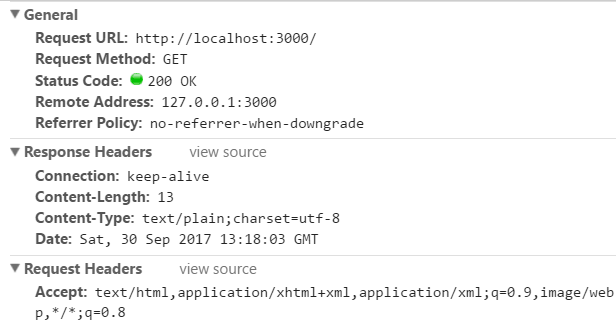 General
Request URL: http://localhost:3000/
Request Method: GET
Status Code: 200 OK
Remote Address: 127.0.0.1:3000
Referrer Policy: no-referrer-when-downgrade
Response Headers view source
Connection: keep-alive
Content-Length: 13
Content-Type: text/plain;charset=utf-8
Date: Sat, 30 Sep 2017 13:18:03 GMT
Request Headers view source
Accept: text/html,application/xhtml+xml,application/xml;q=0.9,image/web
p,*/*;q=0.8